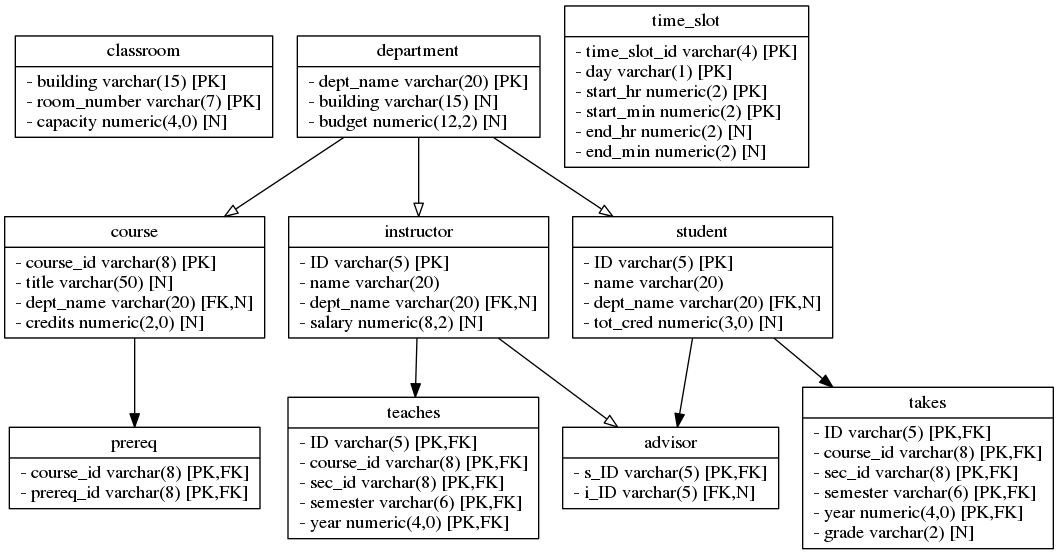 classroom
- building varchar(15) [PK]
- room_number varchar(7) [PK]
- capacity numeric(4,0) [N]
department
- dept_name varchar(20) [PK]
- building varchar(15) [N]
- budget numeric(12,2) [N]
time_slot
- time_slot_id varchar(4) [PK]
- day varchar(1) [PK]
- start_hr numeric(2) [PK]
- start_min numeric(2) [PK]
- end_hr numeric(2) [N]
- end_min numeric(2) [N]
course
- course_id varchar(8) [PK]
- title varchar(50) [N]
- dept_name varchar(20) [FK,N]
- credits numeric(2,0) [N]
instructor
- ID varchar(5) [PK]
- name varchar(20)
- dept_name varchar(20) [FK,N]
- salary numeric(8,2) [N]
student
- ID varchar(5) [PK]
- name varchar(20)
- dept_name varchar(20) [FK,N]
- tot_cred numeric(3,0) [N]
prereq
- course_id varchar(8) [PK,FK]
- prereq_id varchar(8) [PK,FK]
teaches
- ID varchar(5) [PK,FK]
- course_id varchar(8) [PK,FK]
- sec_id varchar(8) [PK,FK]
- semester varchar(6) [PK,FK]
- year numeric(4,0) [PK,FK]
advisor
- s_ID varchar(5) [PK,FK]
- i_ID varchar(5) [FK,N]
takes
- ID varchar(5) [PK,FK]
- course_id varchar(8) [PK,FK]
- sec_id varchar(8) [PK,FK]
- semester varchar(6) [PK,FK]
- year numeric(4,0) [PK,FK]
- grade varchar(2) [N]